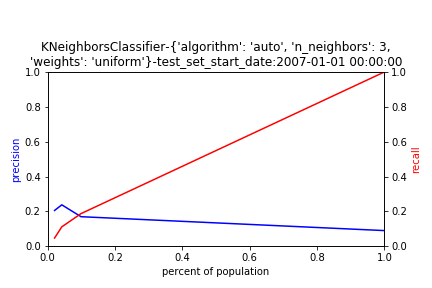 KNeighborsClassifier-{'algorithm': 'auto', 'n_neighbors': 3,
'weights': 'uniform'}-test_set_start_date:2007-01-01 00:00:00
1.0
0.8
0.6
0.4
0.2
0.0
precision
1.0
0.8
0.6
0.4
0.2
0.0
recall
0.0 0.2 0.4 0.6 0.8 1.0
percent of population